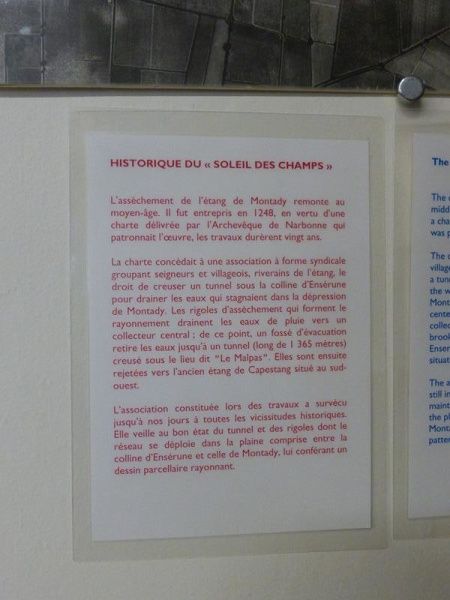 HISTORIQUE DU « SOLEIL DES CHAMPS »
L'assèchement de l'étang de Montady remonte au
moyen-âge. Il fut entrepris en 1248, en vertu d'une
charte délivrée par l'Archevêque de Narbonne qui
patronnait l'œuvre, les travaux durèrent vingt ans.
La charte concédait à une association à forme syndicale
groupant seigneurs et villageois, riverains de l'étang, le
droit de creuser un tunnel sous la colline d'Ensérune
pour drainer les eaux qui stagnaient dans la dépression
de Montady. Les rigoles d'assèchement qui forment le
rayonnement drainent les eaux de pluie vers un
collecteur central ; de ce point, un fossé d'évacuation
retire les eaux jusqu'à un tunnel (long de 1 365 mètres)
creusé sous le lieu dit "Le Malpas". Elles sont ensuite
rejetées vers l'ancien étang de Capestang situé au sud-
ouest.
L'association constituée lors des travaux a survécu
jusqu'à nos jours à toutes les vicissitudes historiques.
Elle veille au bon état du tunnel et des rigoles dont le
réseau se déploie dans la plaine comprise entre la
colline d'Ensérune et celle de Montady, lui conférant un
dessin parcellaire rayonnant.
The
The
a cha
was p
The
village
a tun
the w
Mont
cente
collec
brook
Enser
situat
The a
still in
maint
the pl
Monta
patter